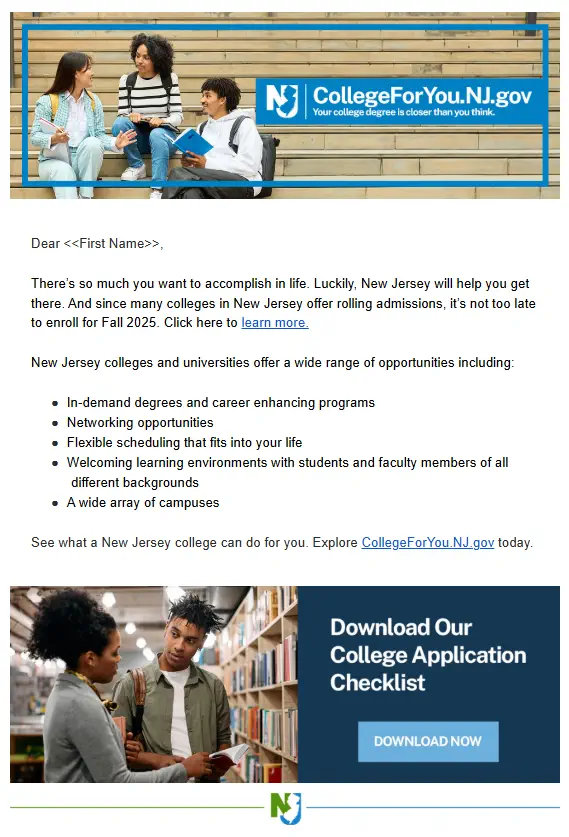 NJ
CollegeForYou.NJ.gov
Your college degree is closer than you think.
Dear <<First Name>>,
There's so much you want to accomplish in life. Luckily, New Jersey will help you get
there. And since many colleges in New Jersey offer rolling admissions, it's not too late
to enroll for Fall 2025. Click here to learn more.
New Jersey colleges and universities offer a wide range of opportunities including:
● In-demand degrees and career enhancing programs
● Networking opportunities
● Flexible scheduling that fits into your life
● Welcoming learning environments with students and faculty members of all
different backgrounds
● A wide array of campuses
See what a New Jersey college can do for you. Explore CollegeForYou.NJ.gov today.
Download Our
College Application
Checklist
DOWNLOAD NOW
NJ